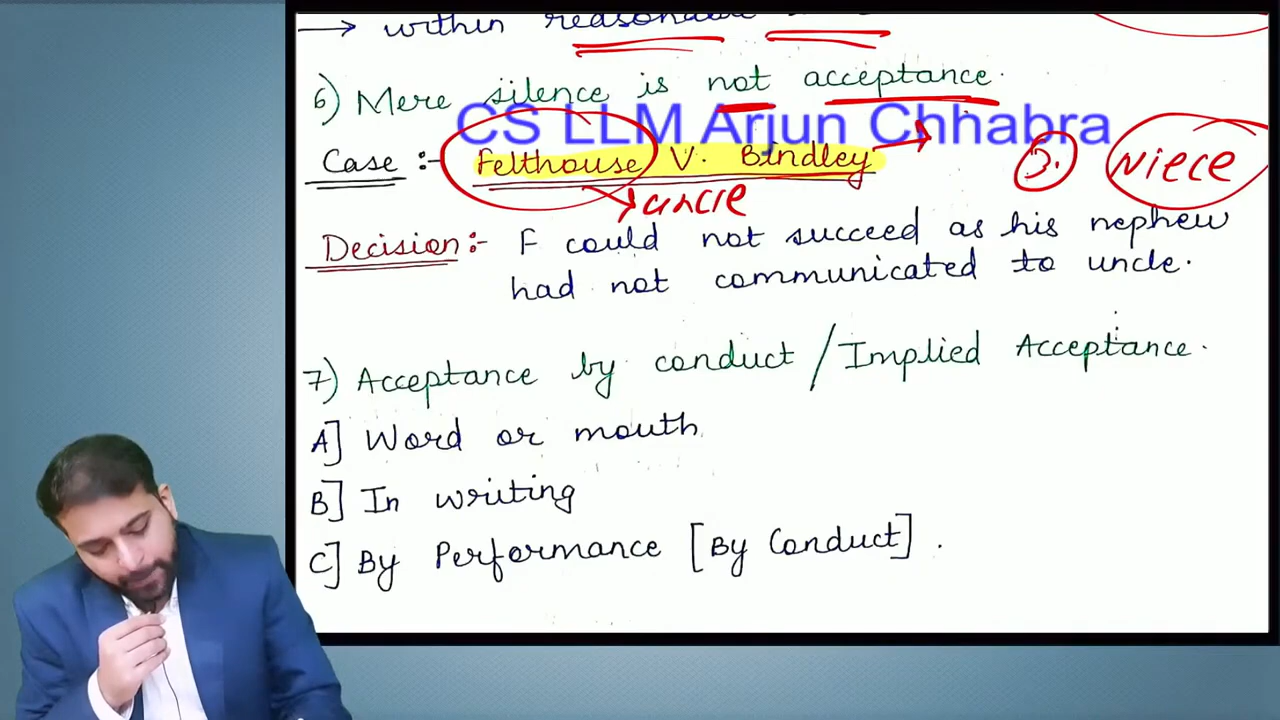 → within reasonable
6) Mere silence is not acceptance.
CS LLM Arjun Chhabra
Case :- Felthouse V. Bindley → B. Niece
uncle
Decision :- F could not succeed as his nephew
had not communicated to uncle.
7) Acceptance by conduct / Implied Acceptance.
A] Word or mouth
B] In writing
C] By Performance [By Conduct].